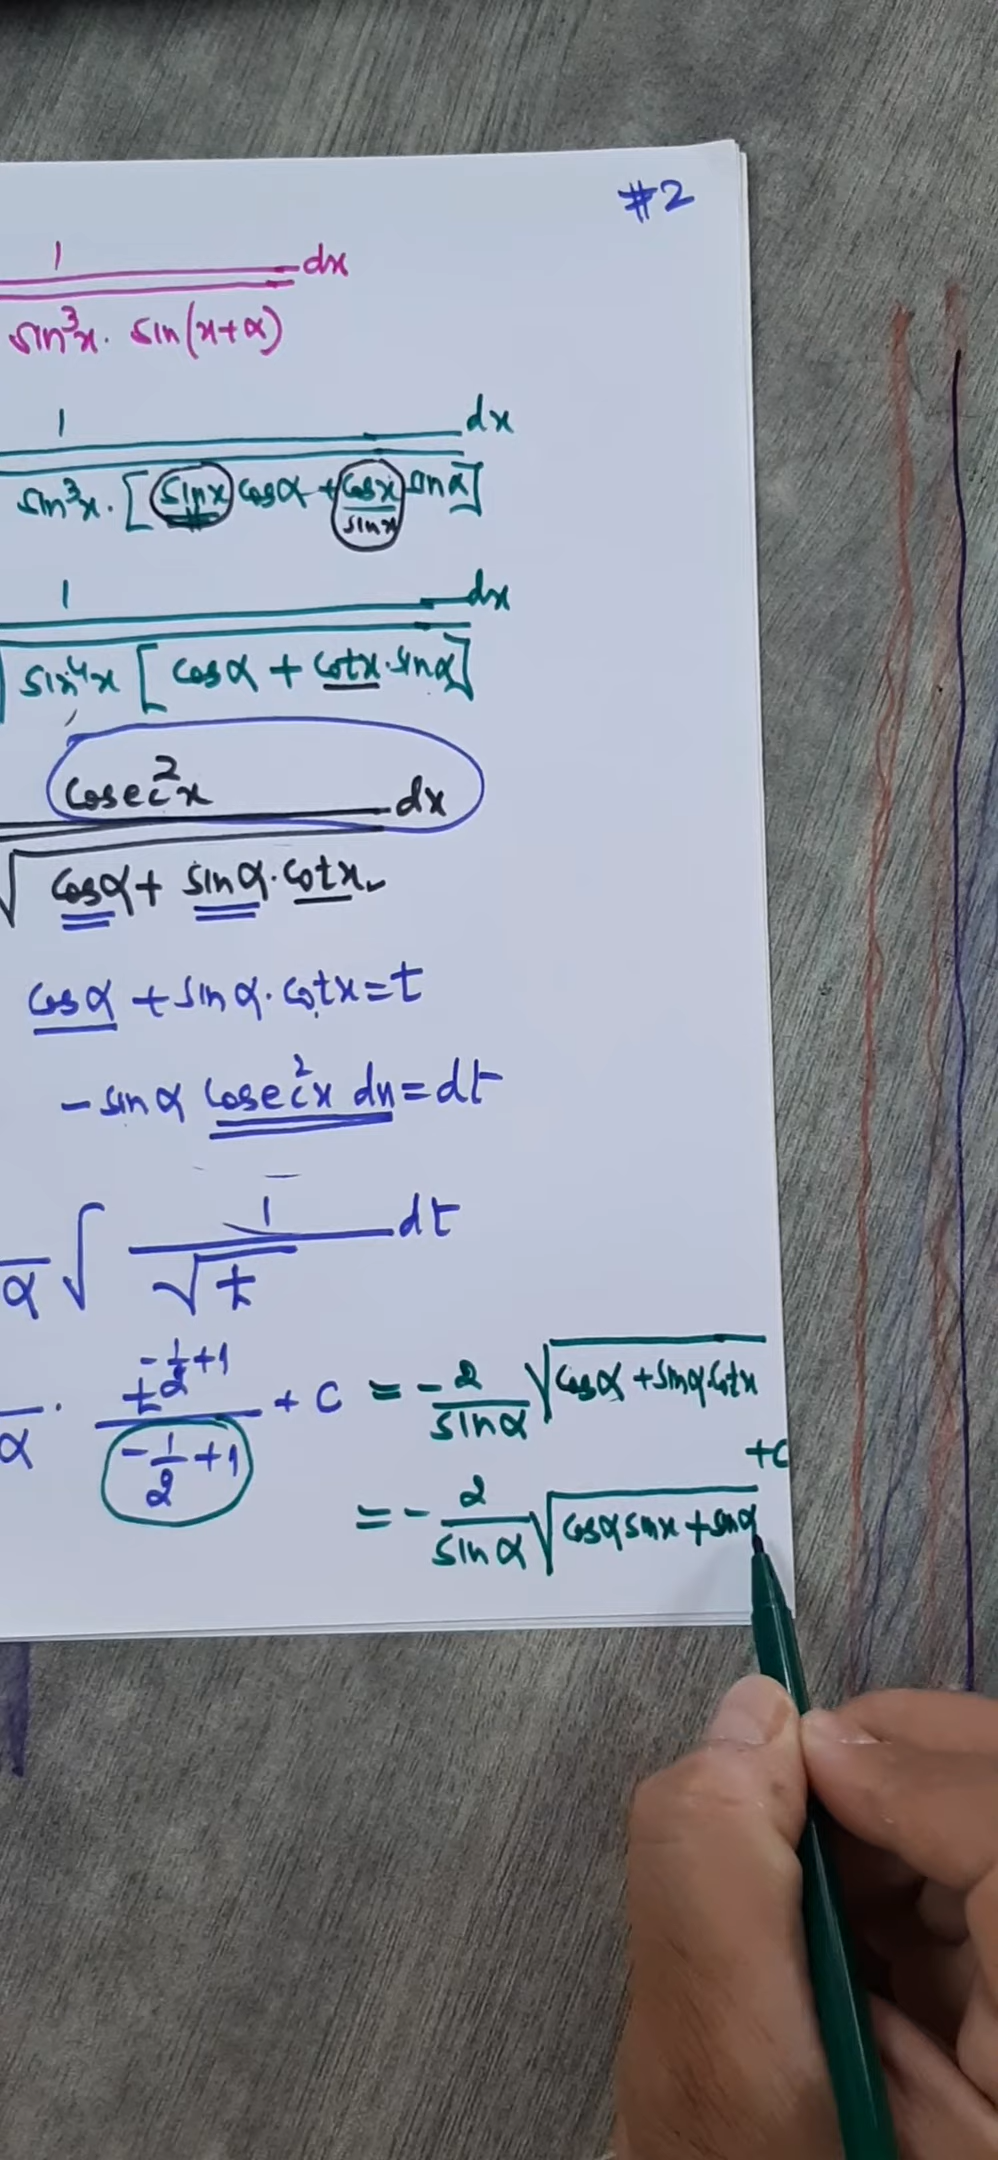 #2
1 dx
sin³x. sin(x+α)
1 dx
sin³x. [sinx cosα + cosx/sinx sinα]
1 dx
√ sin⁴x [cosα + cotx. sinα]
cosec²x dx
√ cosα + sinα. cotx
cosα + sinα. cotx = t
- sinα cosec²x dx = dt
α ∫ 1/√t dt
α . t^(-1/2+1) / (-1/2+1) + C = - 2/sinα √(cosα + sinα.cotx) + C
= - 2/sinα √(cosα sinx + sinα